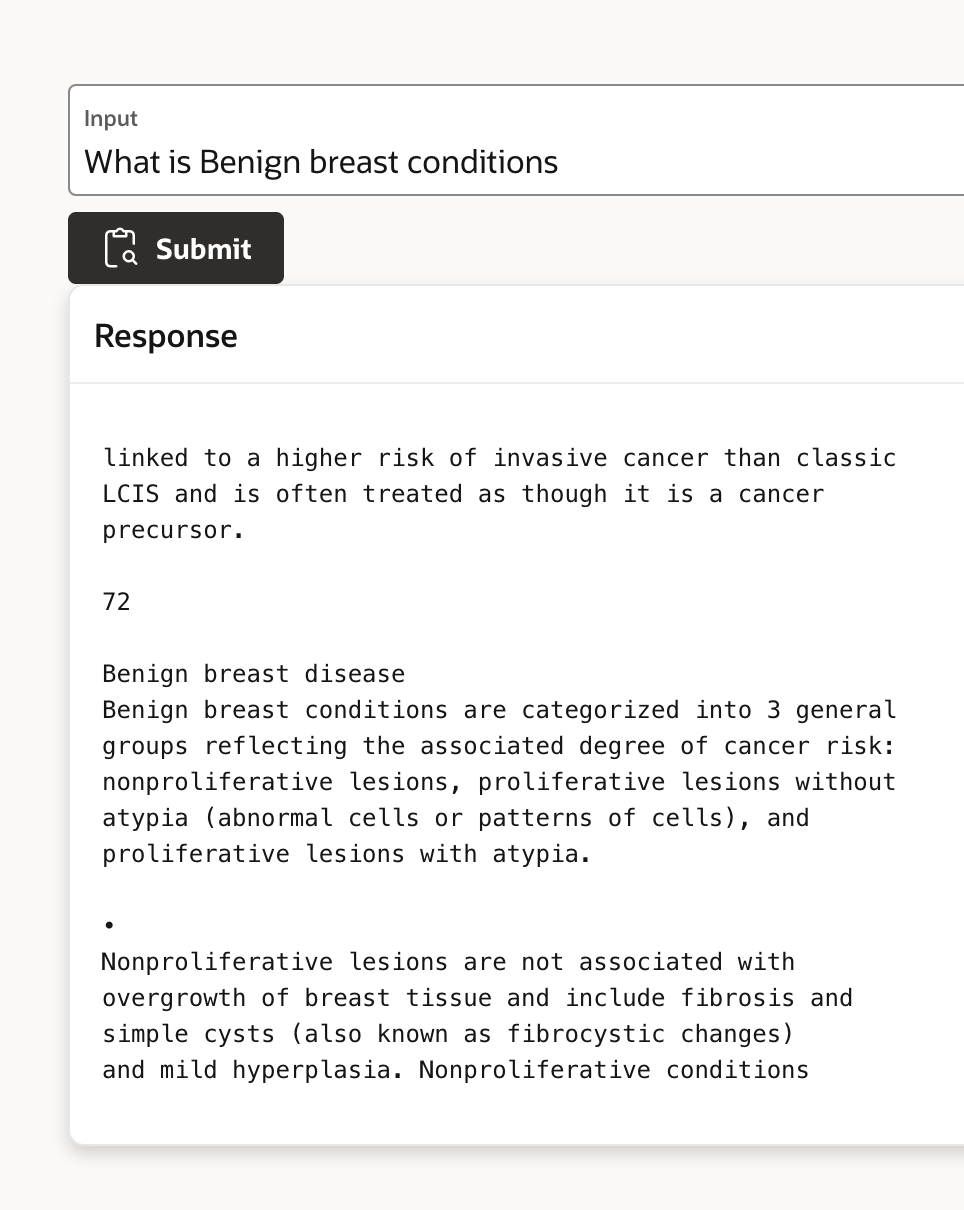 Input
What is Benign breast conditions
Submit
Response
linked to a higher risk of invasive cancer than classic
LCIS and is often treated as though it is a cancer
precursor.
72
Benign breast disease
Benign breast conditions are categorized into 3 general
groups reflecting the associated degree of cancer risk:
nonproliferative lesions, proliferative lesions without
atypia (abnormal cells or patterns of cells), and
proliferative lesions with atypia.
•
Nonproliferative lesions are not associated with
overgrowth of breast tissue and include fibrosis and
simple cysts (also known as fibrocystic changes)
and mild hyperplasia. Nonproliferative conditions